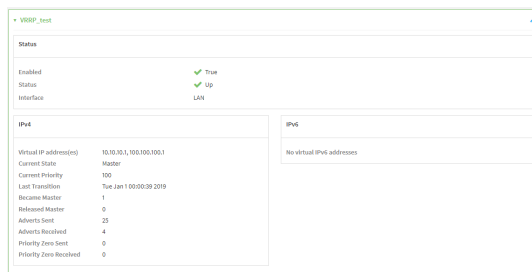 VRRP_test
Status
Enabled True
Status Up
Interface LAN
IPv4
Virtual IP address(es) 10.10.10.1, 100.100.100.1
Current State Master
Current Priority 100
Last Transition Tue Jan 1 00:00:39 2019
Became Master 1
Released Master 0
Adverts Sent 25
Adverts Received 4
Priority Zero Sent 0
Priority Zero Received 0
IPv6
No virtual IPv6 addresses